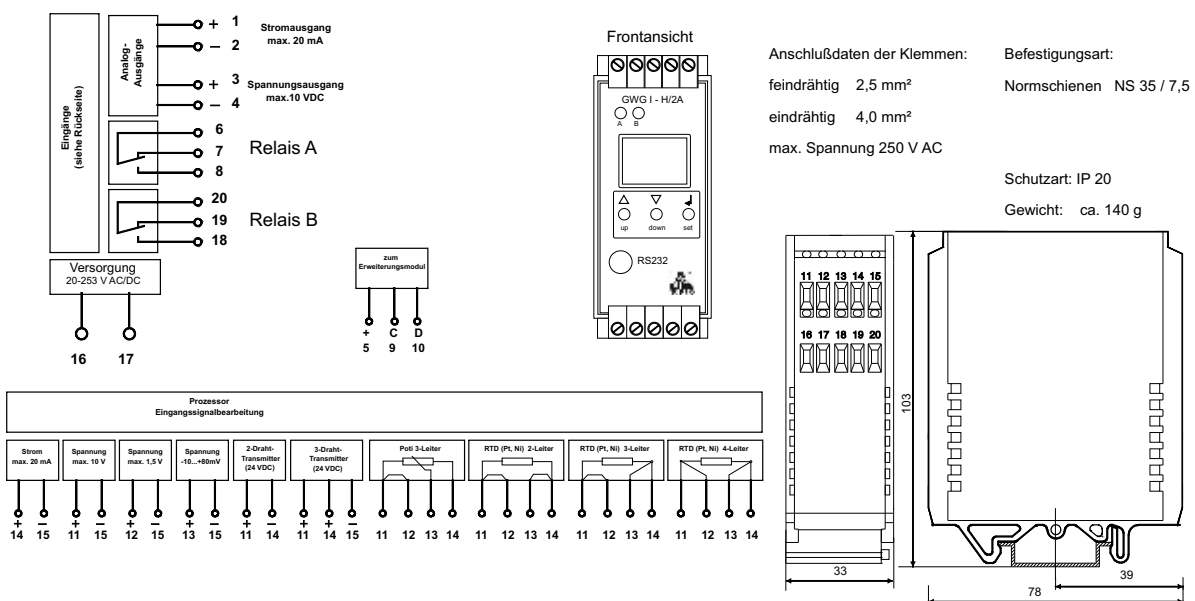 Eingänge
(siehe Rückseite)
Analog-
Ausgänge
+ 1
– 2
Stromausgang
max. 20 mA
+ 3
– 4
Spannungsausgang
max.10 VDC
6
7
8
Relais A
20
19
18
Relais B
Versorgung
20-253 V AC/DC
16 17
zum
Erweiterungsmodul
+ C D
5 9 10
Frontansicht
GWG I - H/2A
A B
up down set
RS232
Anschlußdaten der Klemmen:
feindrähtig 2,5 mm²
eindrähtig 4,0 mm²
max. Spannung 250 V AC
Befestigungsart:
Normschienen NS 35 / 7,5
Schutzart: IP 20
Gewicht: ca. 140 g
11 12 13 14 15
16 17 18 19 20
33
103
39
78
Prozessor
Eingangssignalbearbeitung
Strom
max. 20 mA
+ –
14 15
Spannung
max. 10 V
+ –
11 15
Spannung
max. 1,5 V
+ –
12 15
Spannung
-10...+80mV
+ –
13 15
2-Draht-
Transmitter
(24 VDC)
+ –
11 14
3-Draht-
Transmitter
(24 VDC)
+ + –
11 14 15
Poti 3-Leiter
11 12 13 14
RTD (Pt, Ni) 2-Leiter
11 12 13 14
RTD (Pt, Ni) 3-Leiter
11 12 13 14
RTD (Pt, Ni) 4-Leiter
11 12 13 14